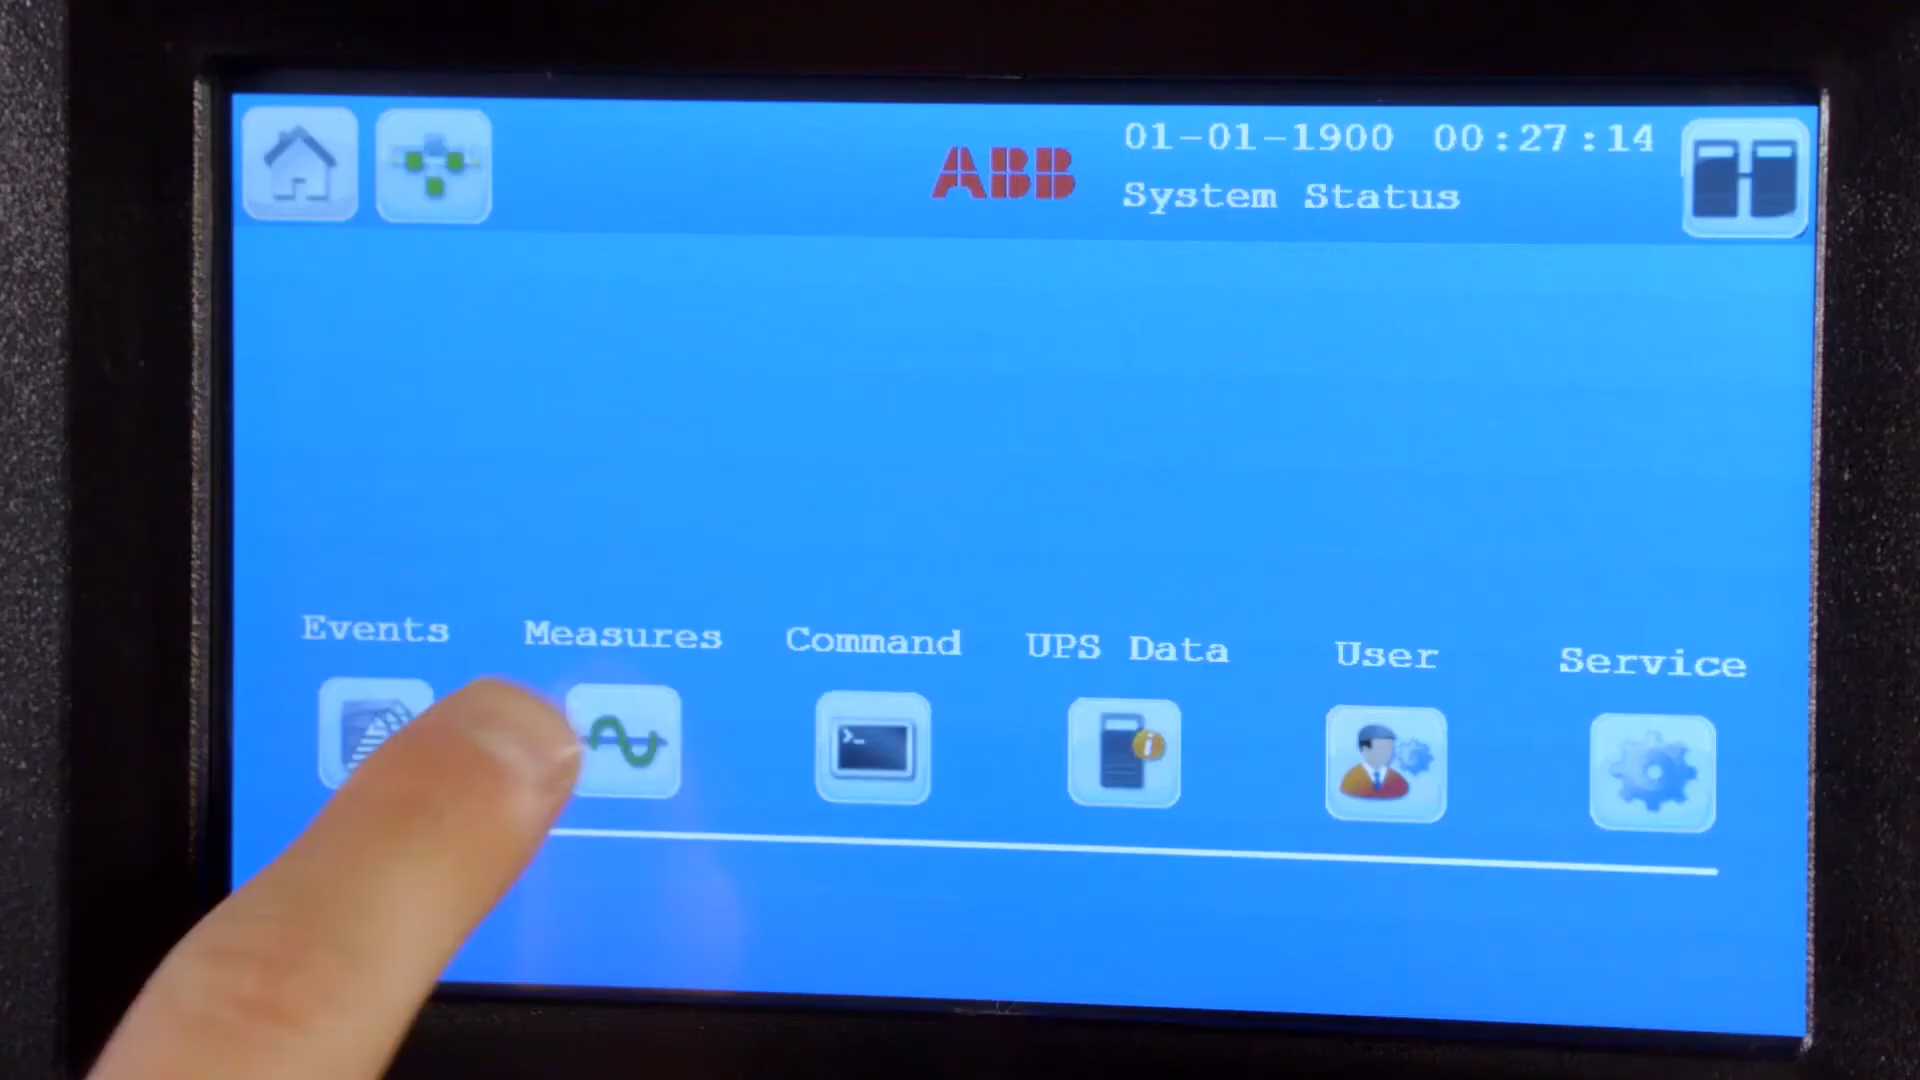 ABB
01-01-1900 00:27:14
System Status
Events Measures Command UPS Data User Service